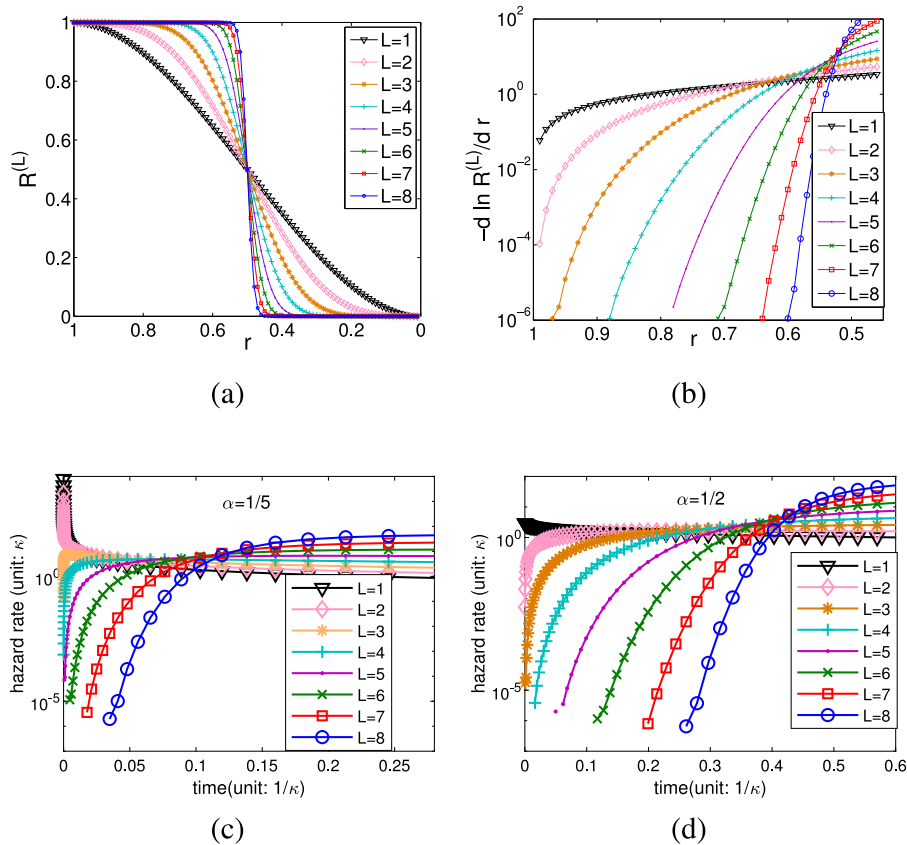 1
0.8
0.6
0.4
0.2
0
1 0.8 0.6 0.4 0.2 0
R(L)
r
L=1
L=2
L=3
L=4
L=5
L=6
L=7
L=8
(a)
10^2
10^0
10^-2
10^-4
10^-6
1 0.9 0.8 0.7 0.6 0.5
-d ln R(L)/d r
r
L=1
L=2
L=3
L=4
L=5
L=6
L=7
L=8
(b)
α=1/5
10^0
10^-5
0 0.05 0.1 0.15 0.2 0.25
hazard rate (unit: κ)
time(unit: 1/κ)
L=1
L=2
L=3
L=4
L=5
L=6
L=7
L=8
(c)
α=1/2
10^0
10^-5
0 0.1 0.2 0.3 0.4 0.5 0.6
hazard rate (unit: κ)
time(unit: 1/κ)
L=1
L=2
L=3
L=4
L=5
L=6
L=7
L=8
(d)